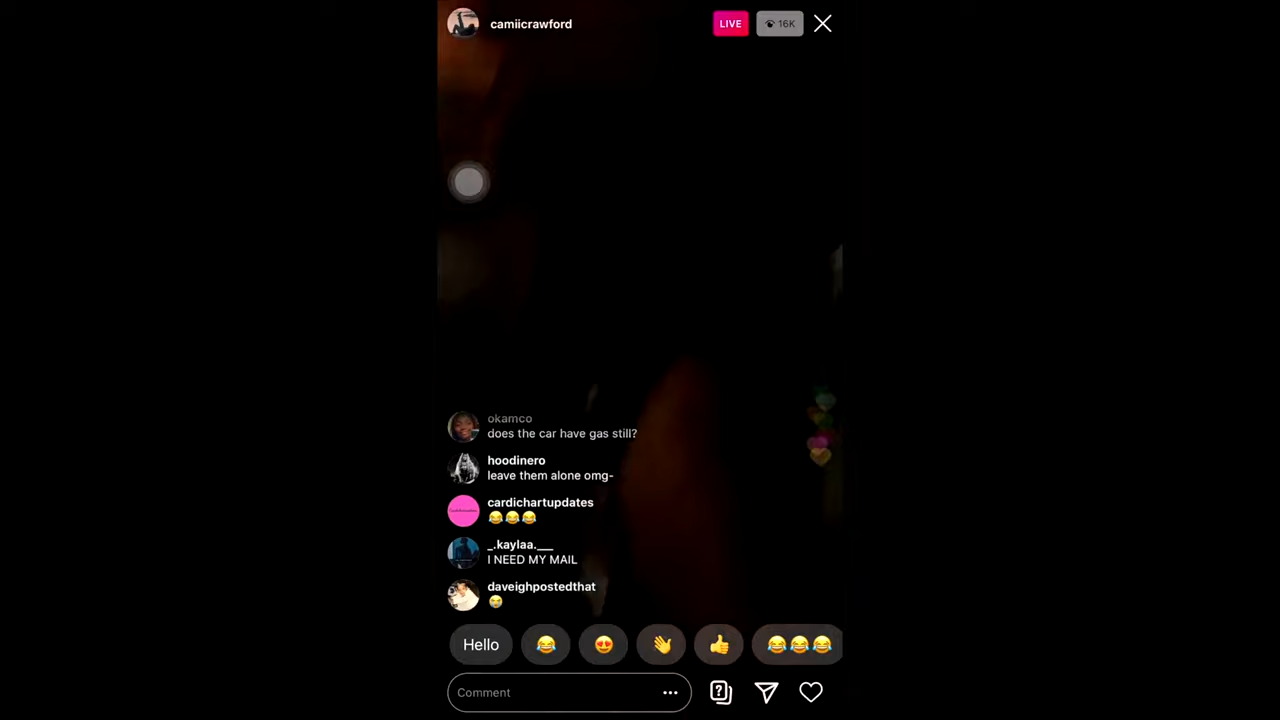 camiicrawford
LIVE
16K
okamco
does the car have gas still?
hoodinero
leave them alone omg-
cardichartupdates
😂😂😂
_.kaylaa.___
I NEED MY MAIL
daveighpostedthat
😭
Hello 😂 😍 👋 👍 😂😂😂
Comment